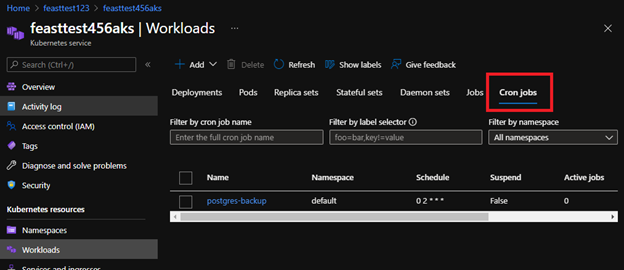 Home > feasttest123 > feasttest456aks
feasttest456aks | Workloads
Kubernetes service
Search (Ctrl+/)
Overview
Activity log
Access control (IAM)
Tags
Diagnose and solve problems
Security
Kubernetes resources
Namespaces
Workloads
Services and ingresses
Add
Delete
Refresh
Show labels
Give feedback
Deployments
Pods
Replica sets
Stateful sets
Daemon sets
Jobs
Cron jobs
Filter by cron job name
Enter the full cron job name
Filter by label selector
foo=bar,key!=value
Filter by namespace
All namespaces
Name Namespace Schedule Suspend Active jobs
postgres-backup default 0 2 * * * False 0